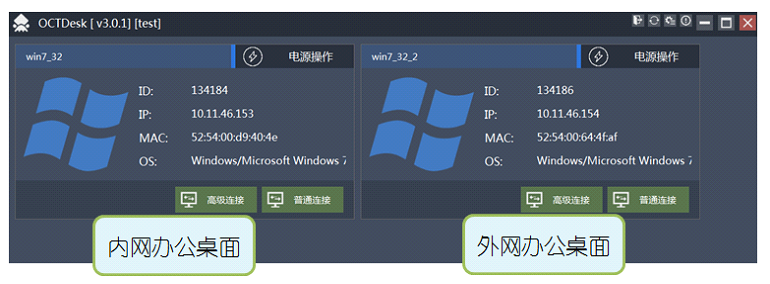 OCTDesk [ v3.0.1] [test]
win7_32
电源操作
ID: 134184
IP: 10.11.46.153
MAC: 52:54:00:d9:40:4e
OS: Windows/Microsoft Windows 7
高级连接
普通连接
内网办公桌面
win7_32_2
电源操作
ID: 134186
IP: 10.11.46.154
MAC: 52:54:00:64:4f:af
OS: Windows/Microsoft Windows 7
高级连接
普通连接
外网办公桌面